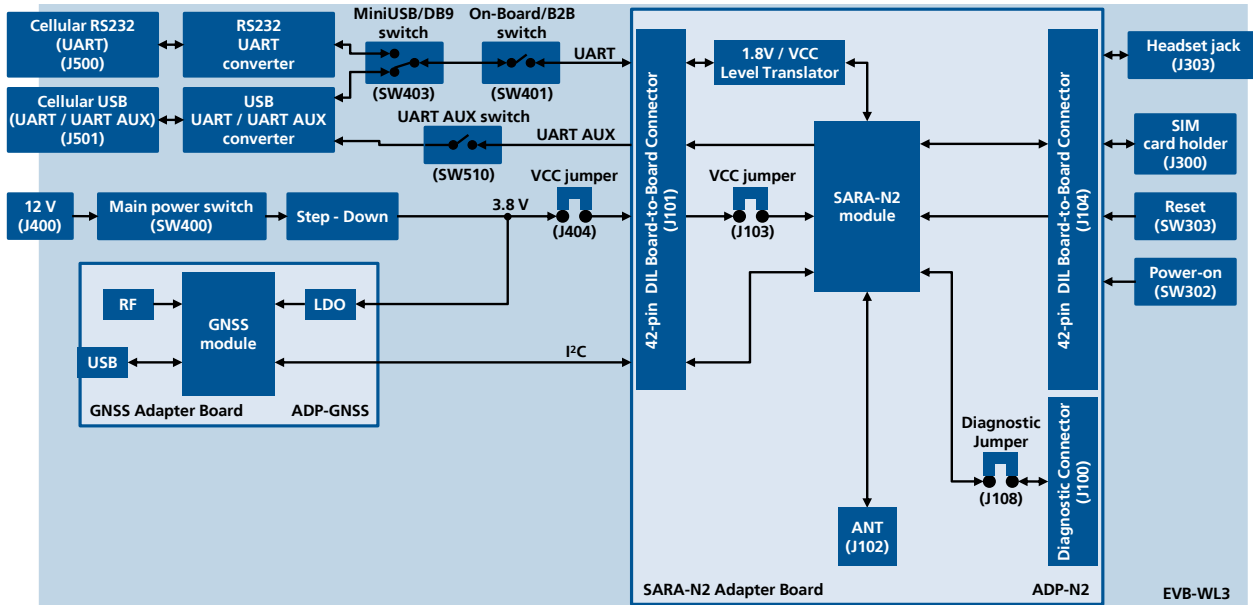 Cellular RS232
(UART)
(J500)
RS232
UART
converter
MiniUSB/DB9
switch
(SW403)
On-Board/B2B
switch
(SW401)
UART
Cellular USB
(UART / UART AUX)
(J501)
USB
UART / UART AUX
converter
UART AUX switch
(SW510)
UART AUX
12 V
(J400)
Main power switch
(SW400)
Step - Down
3.8 V
VCC jumper
(J404)
RF
USB
GNSS
module
LDO
I²C
GNSS Adapter Board
ADP-GNSS
42-pin DIL Board-to-Board Connector
(J101)
1.8V / VCC
Level Translator
VCC jumper
(J103)
SARA-N2
module
ANT
(J102)
Diagnostic
Jumper
(J108)
42-pin DIL Board-to-Board Connector
(J104)
Diagnostic Connector
(J100)
Headset jack
(J303)
SIM
card holder
(J300)
Reset
(SW303)
Power-on
(SW302)
SARA-N2 Adapter Board
ADP-N2
EVB-WL3